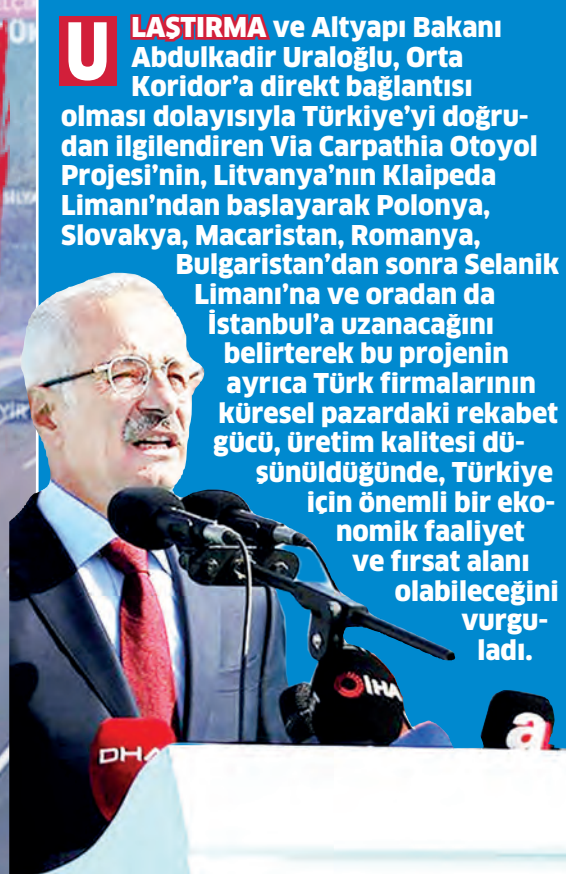 ULAŞTIRMA ve Altyapı Bakanı
Abdulkadir Uraloğlu, Orta
Koridor’a direkt bağlantısı
olması dolayısıyla Türkiye’yi doğru-
dan ilgilendiren Via Carpathia Otoyol
Projesi’nin, Litvanya’nın Klaipeda
Limanı’ndan başlayarak Polonya,
Slovakya, Macaristan, Romanya,
Bulgaristan’dan sonra Selanik
Limanı’na ve oradan da
İstanbul’a uzanacağını
belirterek bu projenin
ayrıca Türk firmalarının
küresel pazardaki rekabet
gücü, üretim kalitesi dü-
şünüldüğünde, Türkiye
için önemli bir eko-
nomik faaliyet
ve fırsat alanı
olabileceğini
vurgu-
ladı.
İHA
a
DHA